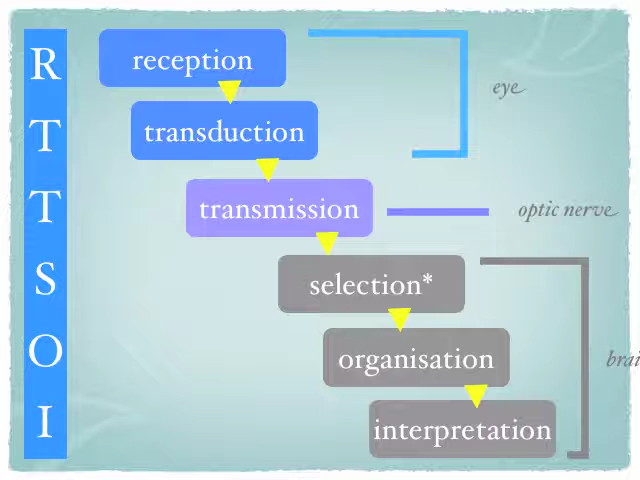 R
T
T
S
O
I
reception
transduction
transmission
selection*
organisation
interpretation
eye
optic nerve